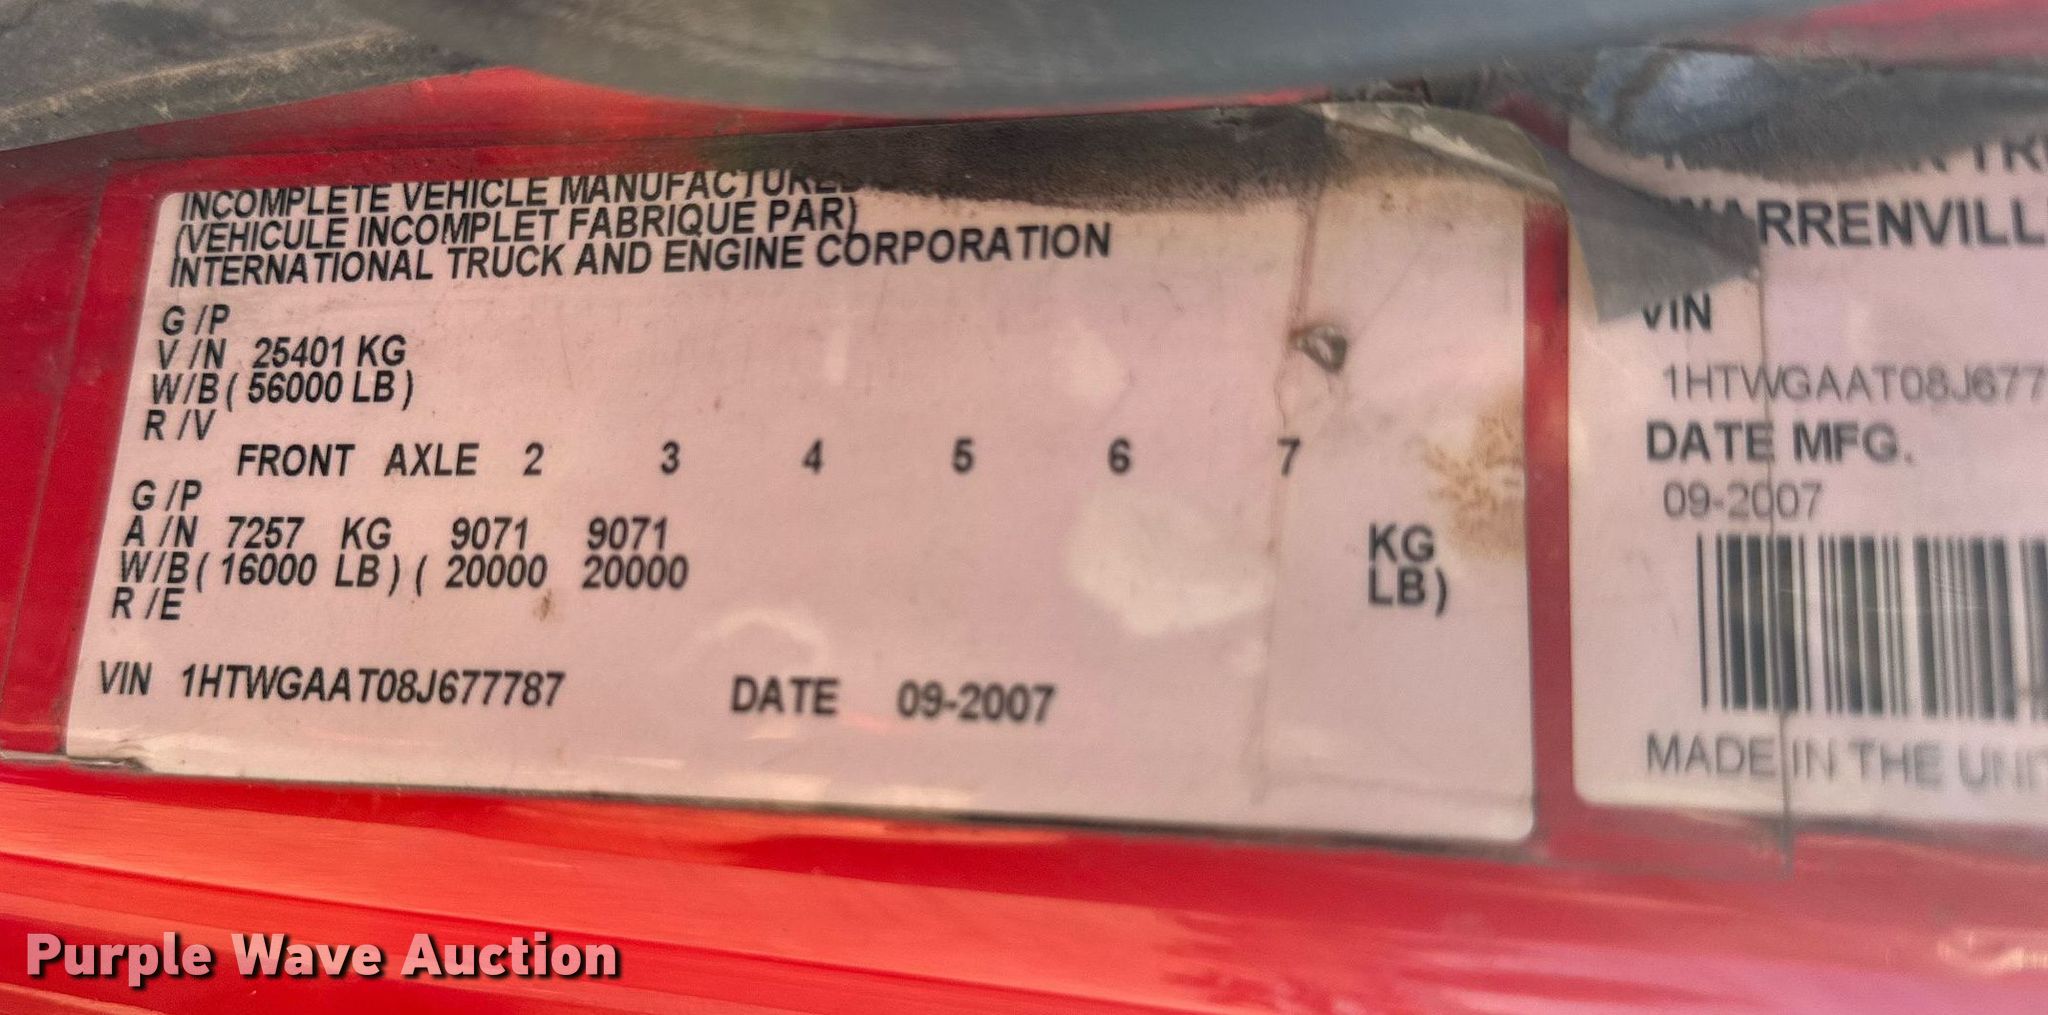 INCOMPLETE VEHICLE MANUFACTURED
(VEHICULE INCOMPLET FABRIQUE PAR)
INTERNATIONAL TRUCK AND ENGINE CORPORATION
G /P
V /N 25401 KG
W/B ( 56000 LB )
R /V
FRONT AXLE 2 3 4 5 6 7
G /P
A /N 7257 KG 9071 9071 KG
W/B ( 16000 LB ) ( 20000 20000 LB )
R /E
VIN 1HTWGAAT08J677787 DATE 09-2007
WARRENVILL
VIN
1HTWGAAT08J677
DATE MFG.
09-2007
MADE IN THE UNI
Purple Wave Auction